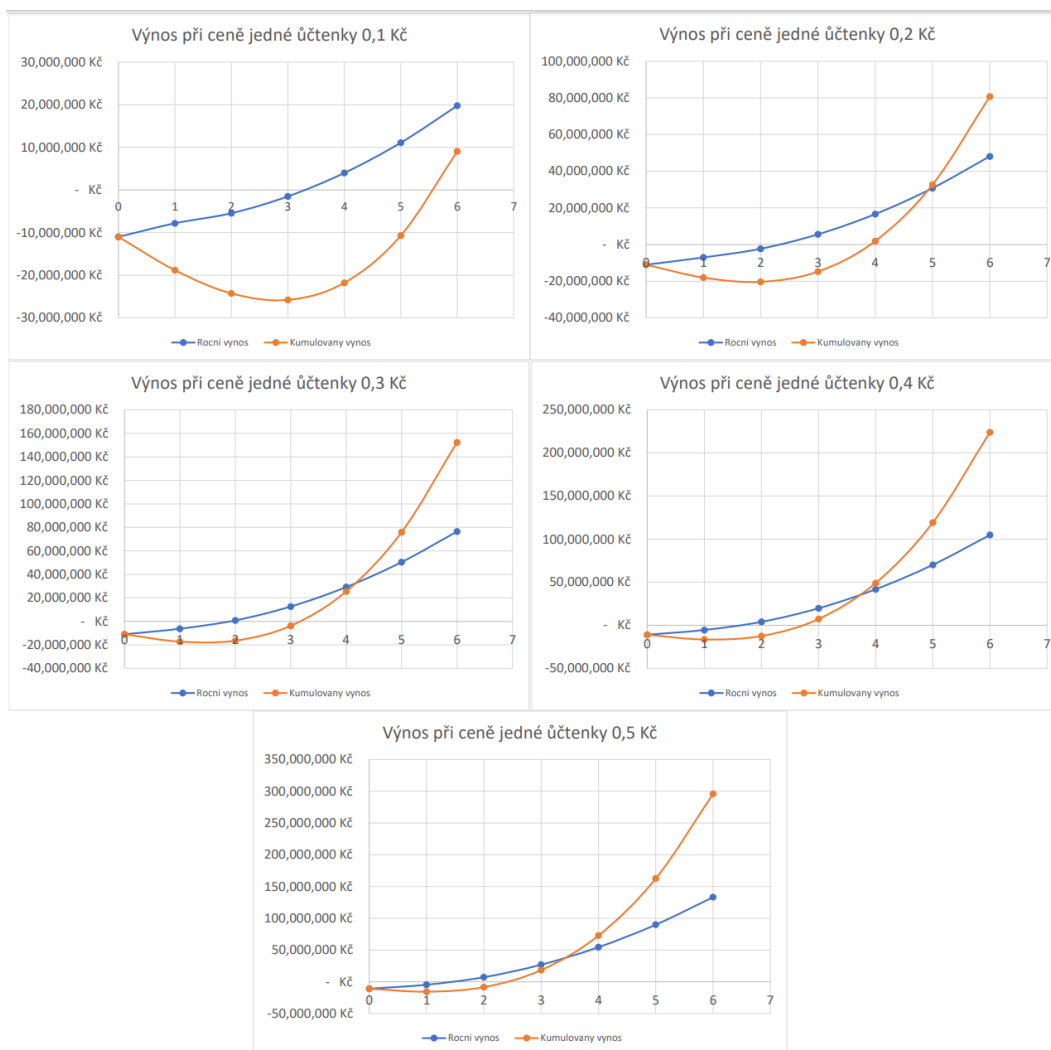 Výnos při ceně jedné ůčtenky 0,1 Kč
30,000,000 Kč
20,000,000 Kč
10,000,000 Kč
- Kč
-10,000,000 Kč
-20,000,000 Kč
-30,000,000 Kč
0 1 2 3 4 5 6 7
Rocni vynos Kumulovany vynos
Výnos při ceně jedné ůčtenky 0,2 Kč
100,000,000 Kč
80,000,000 Kč
60,000,000 Kč
40,000,000 Kč
20,000,000 Kč
- Kč
-20,000,000 Kč
-40,000,000 Kč
0 1 2 3 4 5 6 7
Rocni vynos Kumulovany vynos
Výnos při ceně jedné ůčtenky 0,3 Kč
180,000,000 Kč
160,000,000 Kč
140,000,000 Kč
120,000,000 Kč
100,000,000 Kč
80,000,000 Kč
60,000,000 Kč
40,000,000 Kč
20,000,000 Kč
- Kč
-20,000,000 Kč
-40,000,000 Kč
0 1 2 3 4 5 6 7
Rocni vynos Kumulovany vynos
Výnos při ceně jedné ůčtenky 0,4 Kč
250,000,000 Kč
200,000,000 Kč
150,000,000 Kč
100,000,000 Kč
50,000,000 Kč
- Kč
-50,000,000 Kč
0 1 2 3 4 5 6 7
Rocni vynos Kumulovany vynos
Výnos při ceně jedné ůčtenky 0,5 Kč
350,000,000 Kč
300,000,000 Kč
250,000,000 Kč
200,000,000 Kč
150,000,000 Kč
100,000,000 Kč
50,000,000 Kč
- Kč
-50,000,000 Kč
0 1 2 3 4 5 6 7
Rocni vynos Kumulovany vynos